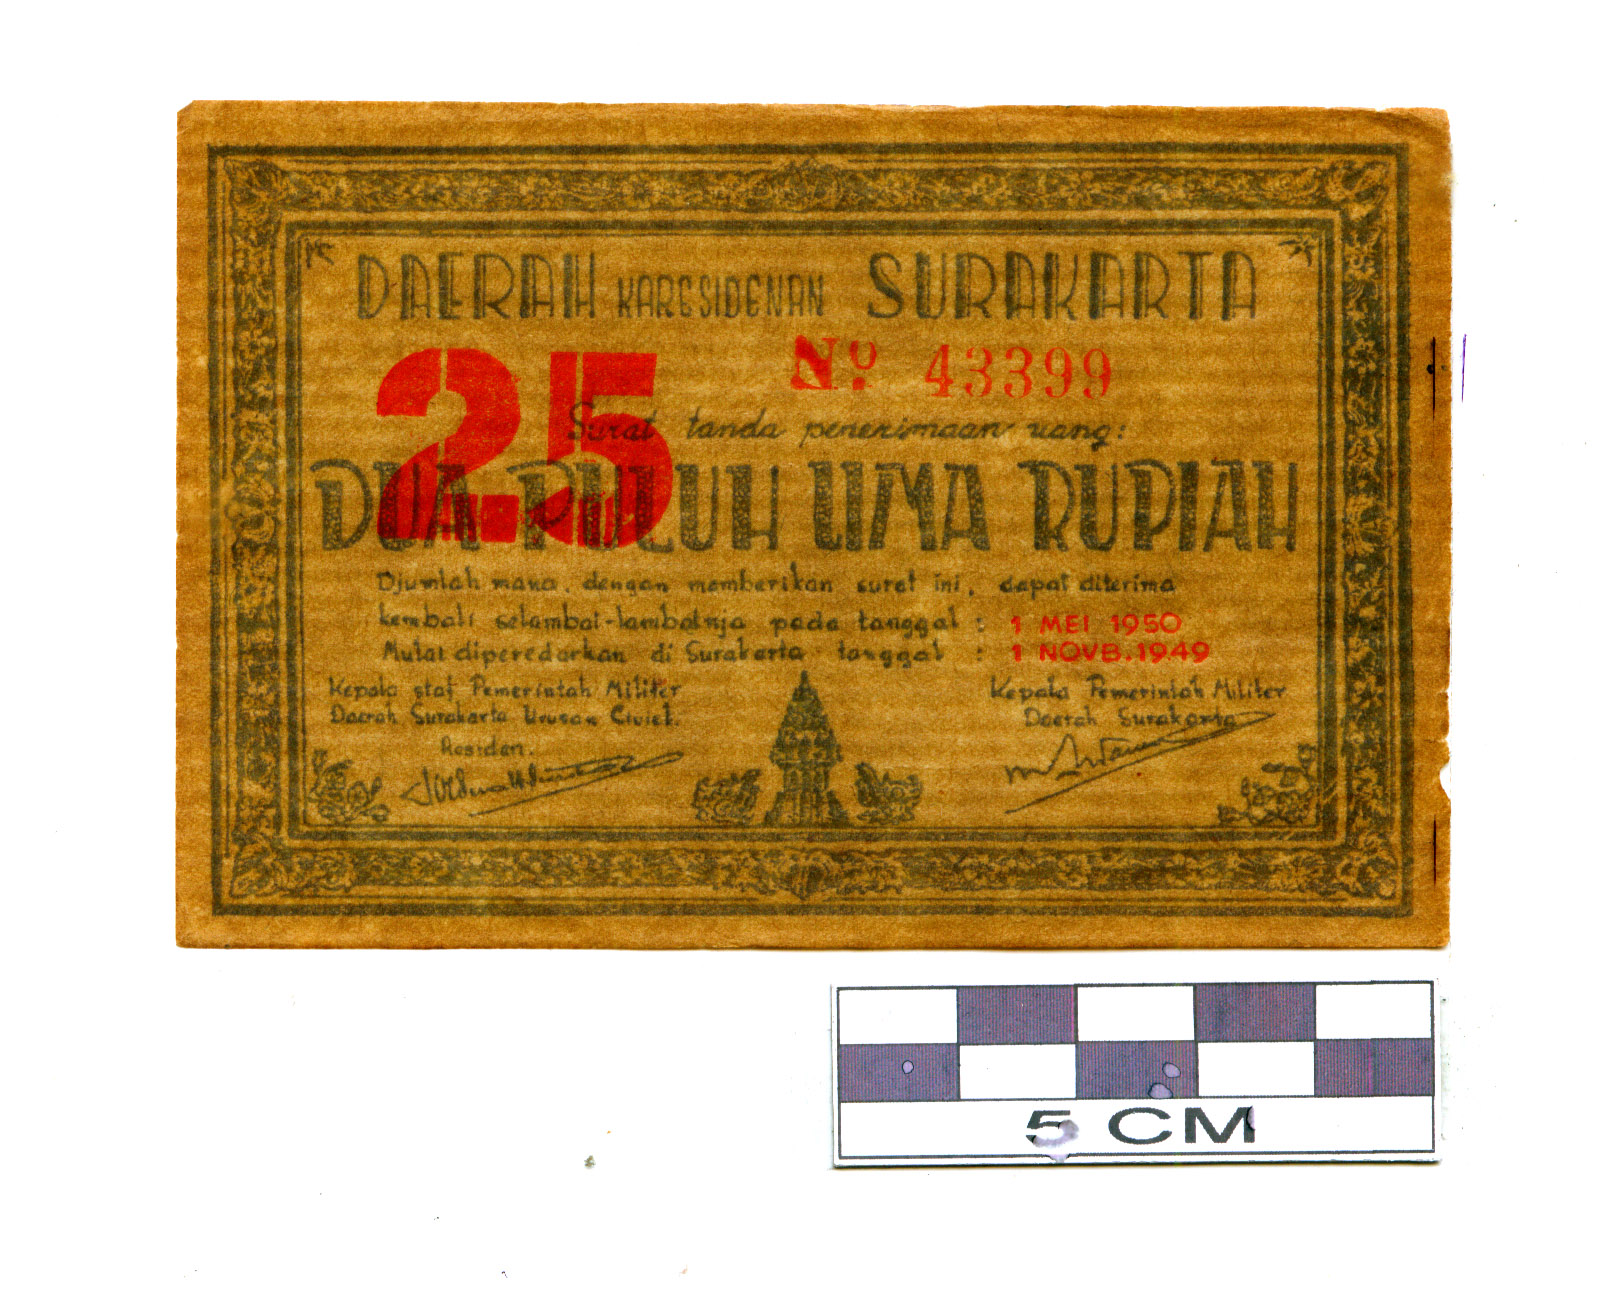 DAERAH KARESIDENAN SURAKARTA
25
No. 43399
Surat tanda penerimaan uang:
DUA PULUH LIMA RUPIAH
Djumlah mana, dengan memberikan surat ini, dapat diterima
kembali selambat-lambatnja pada tanggal : 1 MEI 1950
Mulai diperedarkan di Surakarta tanggal : 1 NOVB.1949
Kepala staf Pemerintah Militer
Daerah Surakarta Urusan Civiel.
Residen.
Kepala Pemerintah Militer
Daerah Surakarta
5 CM